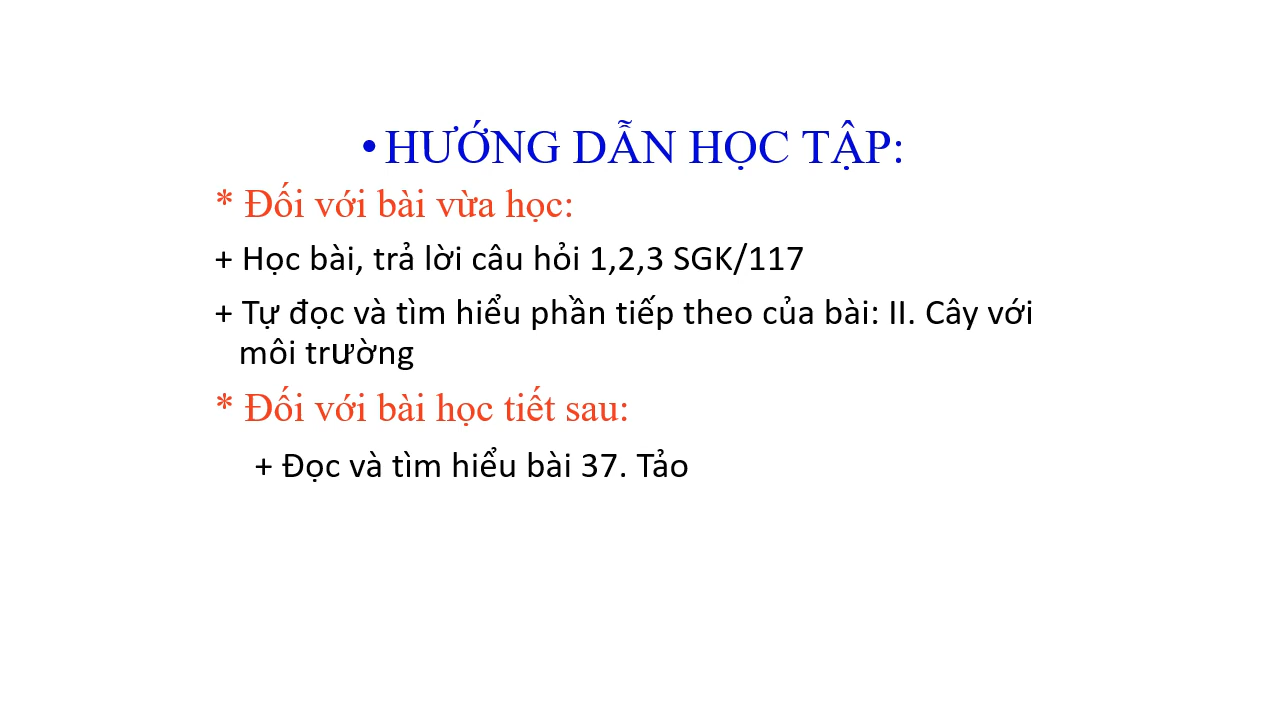 • HƯỚNG DẪN HỌC TẬP:
* Đối với bài vừa học:
+ Học bài, trả lời câu hỏi 1,2,3 SGK/117
+ Tự đọc và tìm hiểu phần tiếp theo của bài: II. Cây với
môi trường
* Đối với bài học tiết sau:
+ Đọc và tìm hiểu bài 37. Tảo